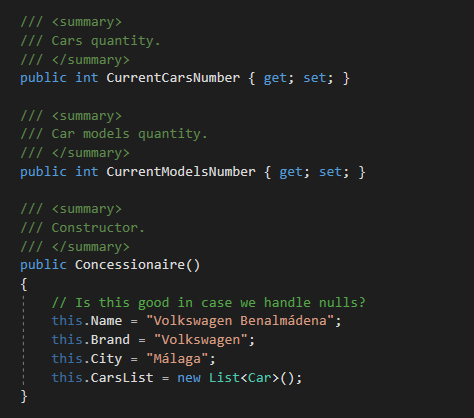 /// <summary>
/// Cars quantity.
/// </summary>
public int CurrentCarsNumber { get; set; }
/// <summary>
/// Car models quantity.
/// </summary>
public int CurrentModelsNumber { get; set; }
/// <summary>
/// Constructor.
/// </summary>
public Concessionaire()
{
// Is this good in case we handle nulls?
this.Name = "Volkswagen Benalmádena";
this.Brand = "Volkswagen";
this.City = "Málaga";
this.CarsList = new List<Car>();
}